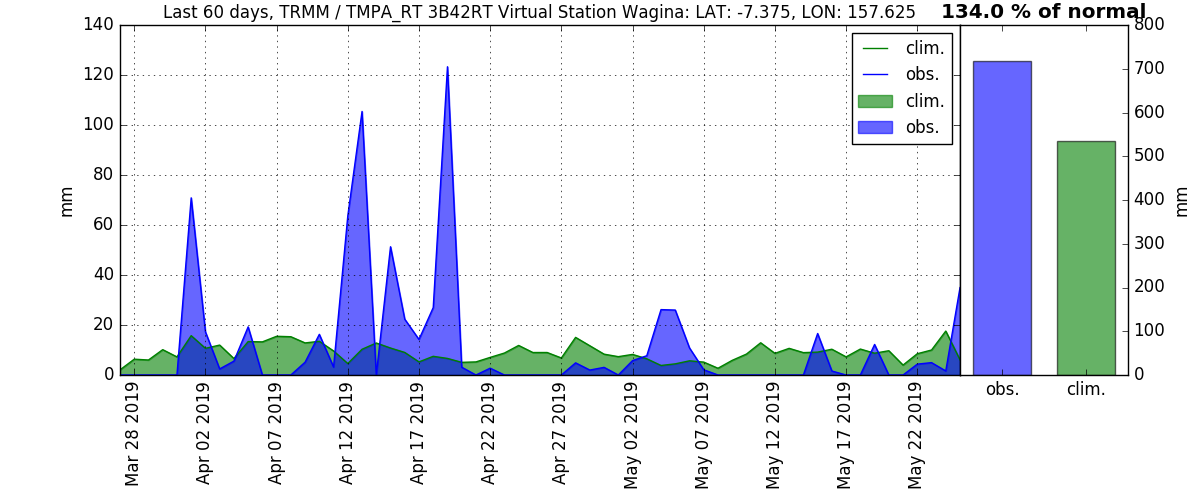 Last 60 days, TRMM / TMPA_RT 3B42RT Virtual Station Wagina: LAT: -7.375, LON: 157.625
134.0 % of normal
140
120
100
80
60
40
20
0
mm
clim.
obs.
clim.
obs.
800
700
600
500
400
300
200
100
0
mm
Mar 28 2019
Apr 02 2019
Apr 07 2019
Apr 12 2019
Apr 17 2019
Apr 22 2019
Apr 27 2019
May 02 2019
May 07 2019
May 12 2019
May 17 2019
May 22 2019
obs.
clim.